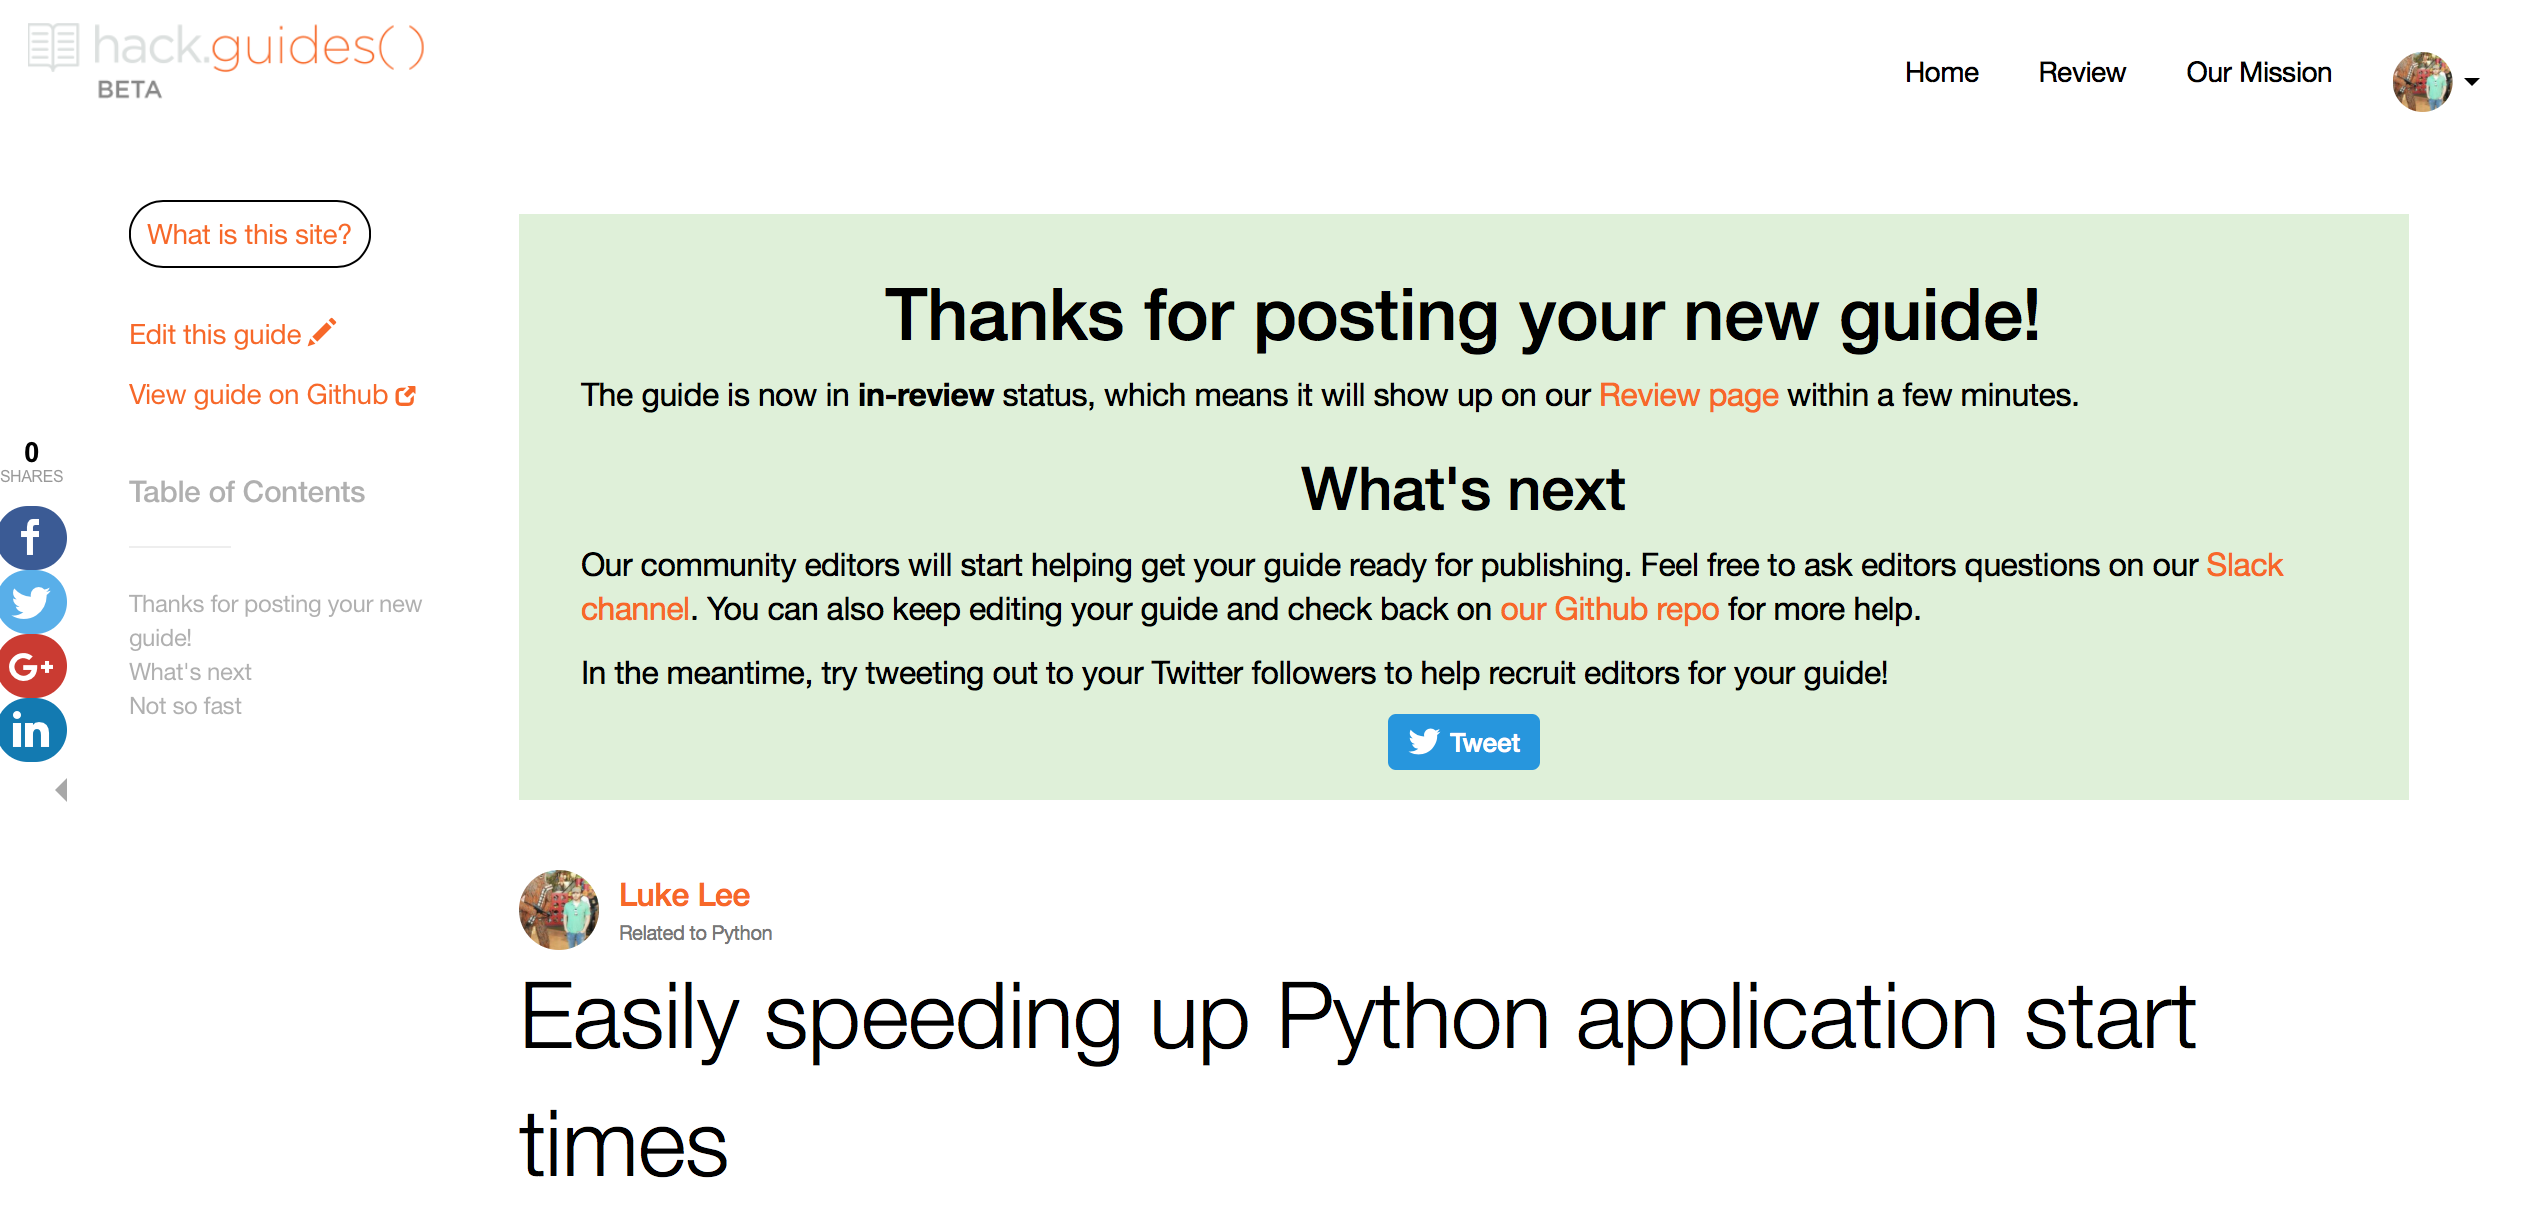 hack.guides( )
BETA
Home
Review
Our Mission
What is this site?
Edit this guide
View guide on Github
0
SHARES
Table of Contents
Thanks for posting your new
guide!
What's next
Not so fast
f
G+
in
Thanks for posting your new guide!
The guide is now in in-review status, which means it will show up on our Review page within a few minutes.
What's next
Our community editors will start helping get your guide ready for publishing. Feel free to ask editors questions on our Slack
channel. You can also keep editing your guide and check back on our Github repo for more help.
In the meantime, try tweeting out to your Twitter followers to help recruit editors for your guide!
Tweet
Luke Lee
Related to Python
Easily speeding up Python application start
times